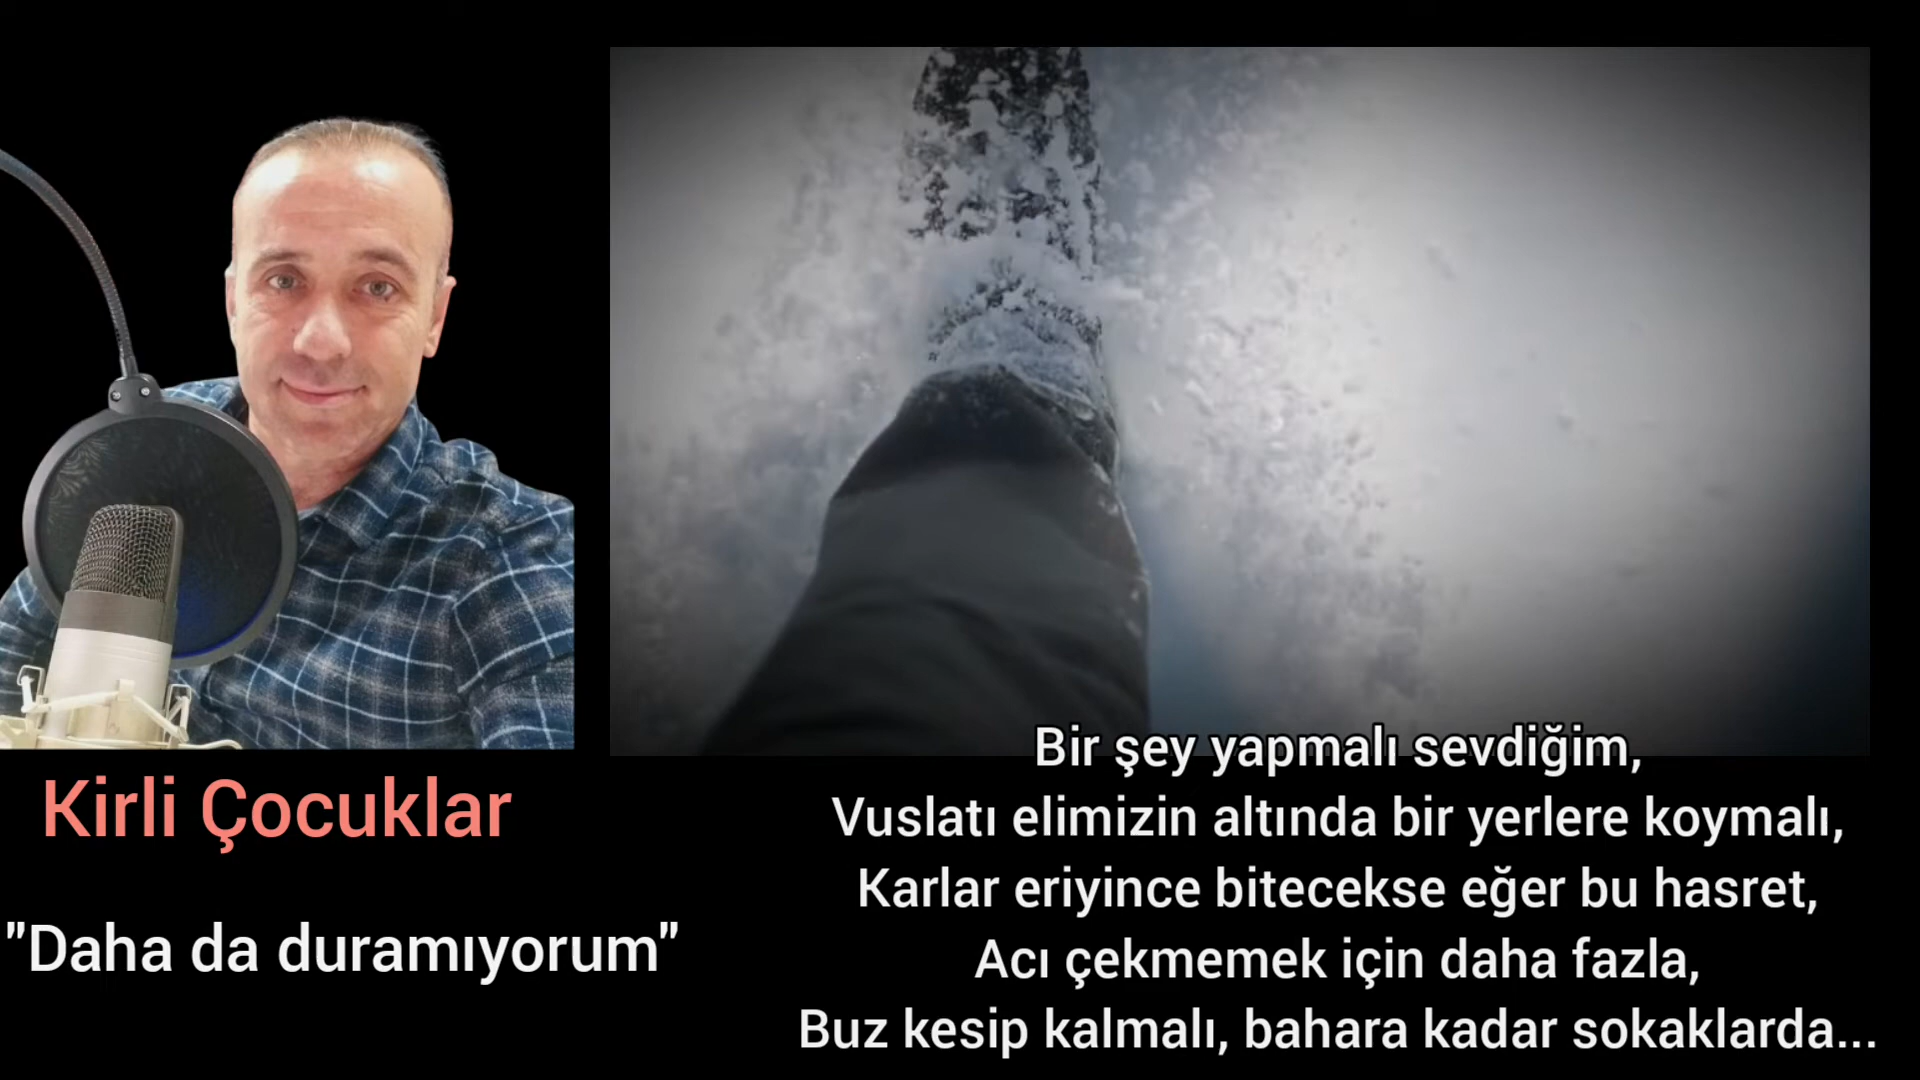 Kirli Çocuklar
"Daha da duramıyorum"
Bir şey yapmalı sevdiğim,
Vuslatı elimizin altında bir yerlere koymalı,
Karlar eriyince bitecekse eğer bu hasret,
Acı çekmemek için daha fazla,
Buz kesip kalmalı, bahara kadar sokaklarda...